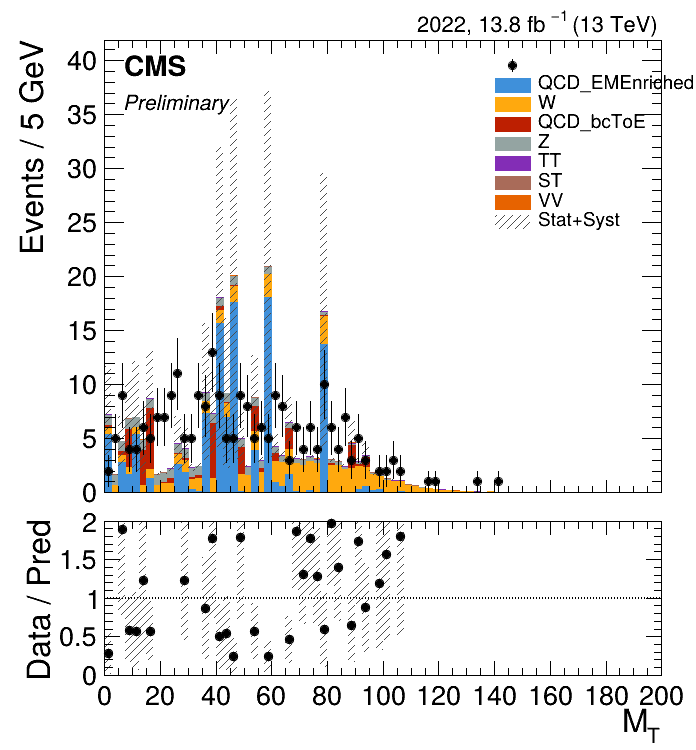 2022, 13.8 fb⁻¹ (13 TeV)
Events / 5 GeV
CMS
Preliminary
QCD_EMEnriched
W
QCD_bcToE
Z
TT
ST
VV
Stat+Syst
40
35
30
25
20
15
10
5
0
Data / Pred
2
1.5
1
0.5
0
0 20 40 60 80 100 120 140 160 180 200
M_T